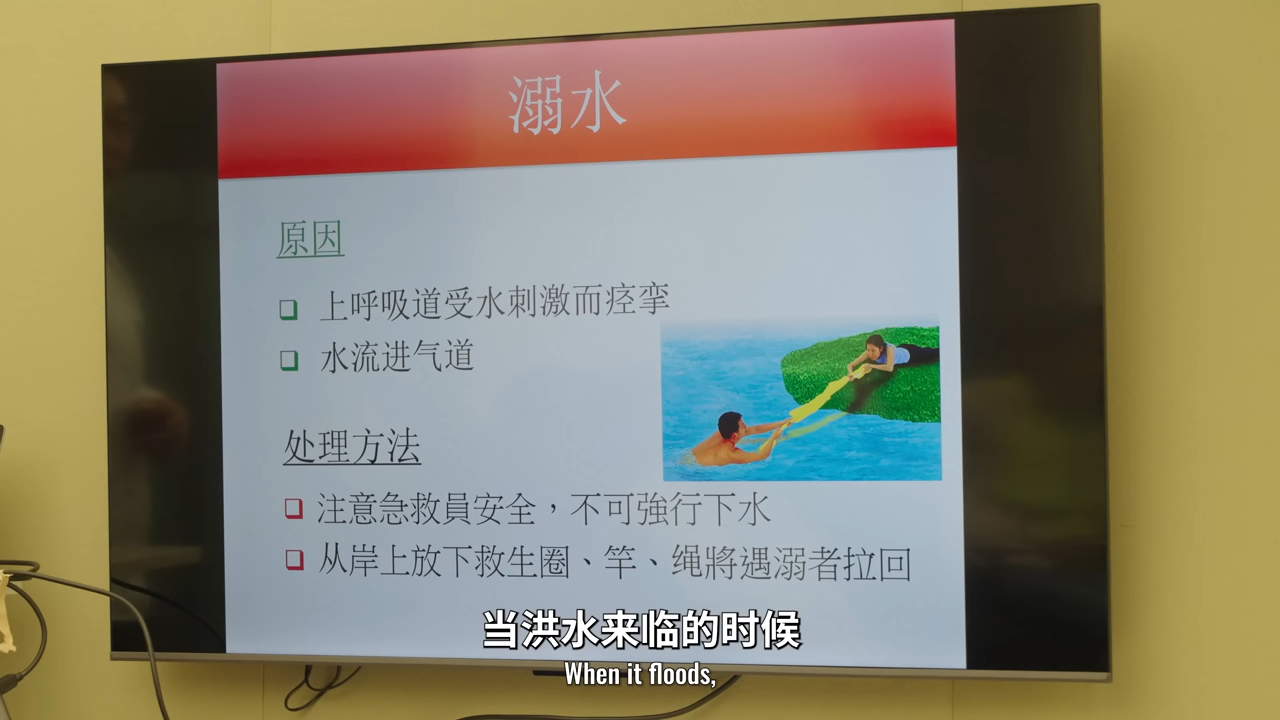 溺水
原因
上呼吸道受水刺激而痉挛
水流进气道
处理方法
注意急救員安全，不可強行下水
从岸上放下救生圈、竿、绳將遇溺者拉回
当洪水来临的时候
When it floods,